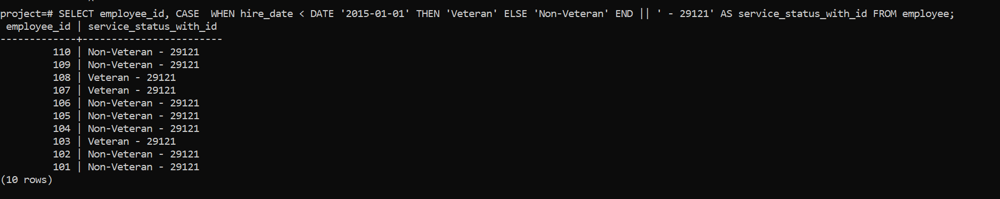 project=# SELECT employee_id, CASE  WHEN hire_date < DATE '2015-01-01' THEN 'Veteran' ELSE 'Non-Veteran' END || ' - 29121' AS service_status_with_id FROM employee;
 employee_id | service_status_with_id
-------------+------------------------
         110 | Non-Veteran - 29121
         109 | Non-Veteran - 29121
         108 | Veteran - 29121
         107 | Veteran - 29121
         106 | Non-Veteran - 29121
         105 | Non-Veteran - 29121
         104 | Non-Veteran - 29121
         103 | Veteran - 29121
         102 | Non-Veteran - 29121
         101 | Non-Veteran - 29121
(10 rows)